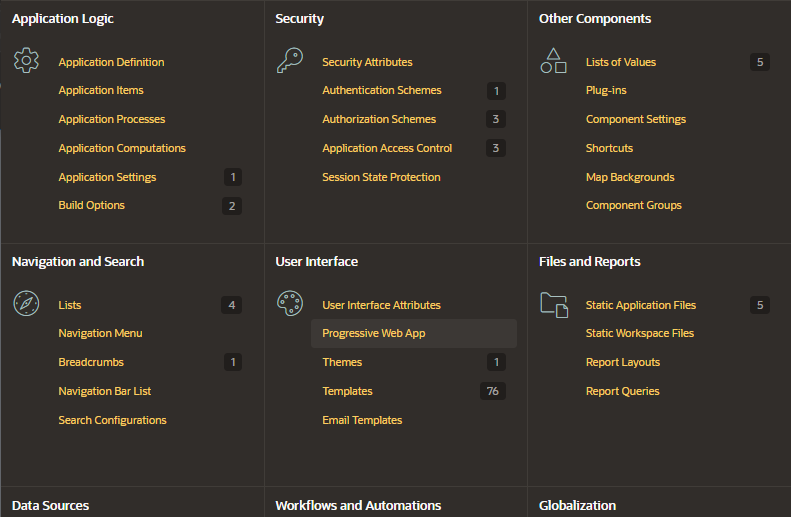 Application Logic
Application Definition
Application Items
Application Processes
Application Computations
Application Settings 1
Build Options 2
Security
Security Attributes
Authentication Schemes 1
Authorization Schemes 3
Application Access Control 3
Session State Protection
Other Components
Lists of Values 5
Plug-ins
Component Settings
Shortcuts
Map Backgrounds
Component Groups
Navigation and Search
Lists 4
Navigation Menu
Breadcrumbs 1
Navigation Bar List
Search Configurations
User Interface
User Interface Attributes
Progressive Web App
Themes 1
Templates 76
Email Templates
Files and Reports
Static Application Files 5
Static Workspace Files
Report Layouts
Report Queries
Data Sources
Workflows and Automations
Globalization